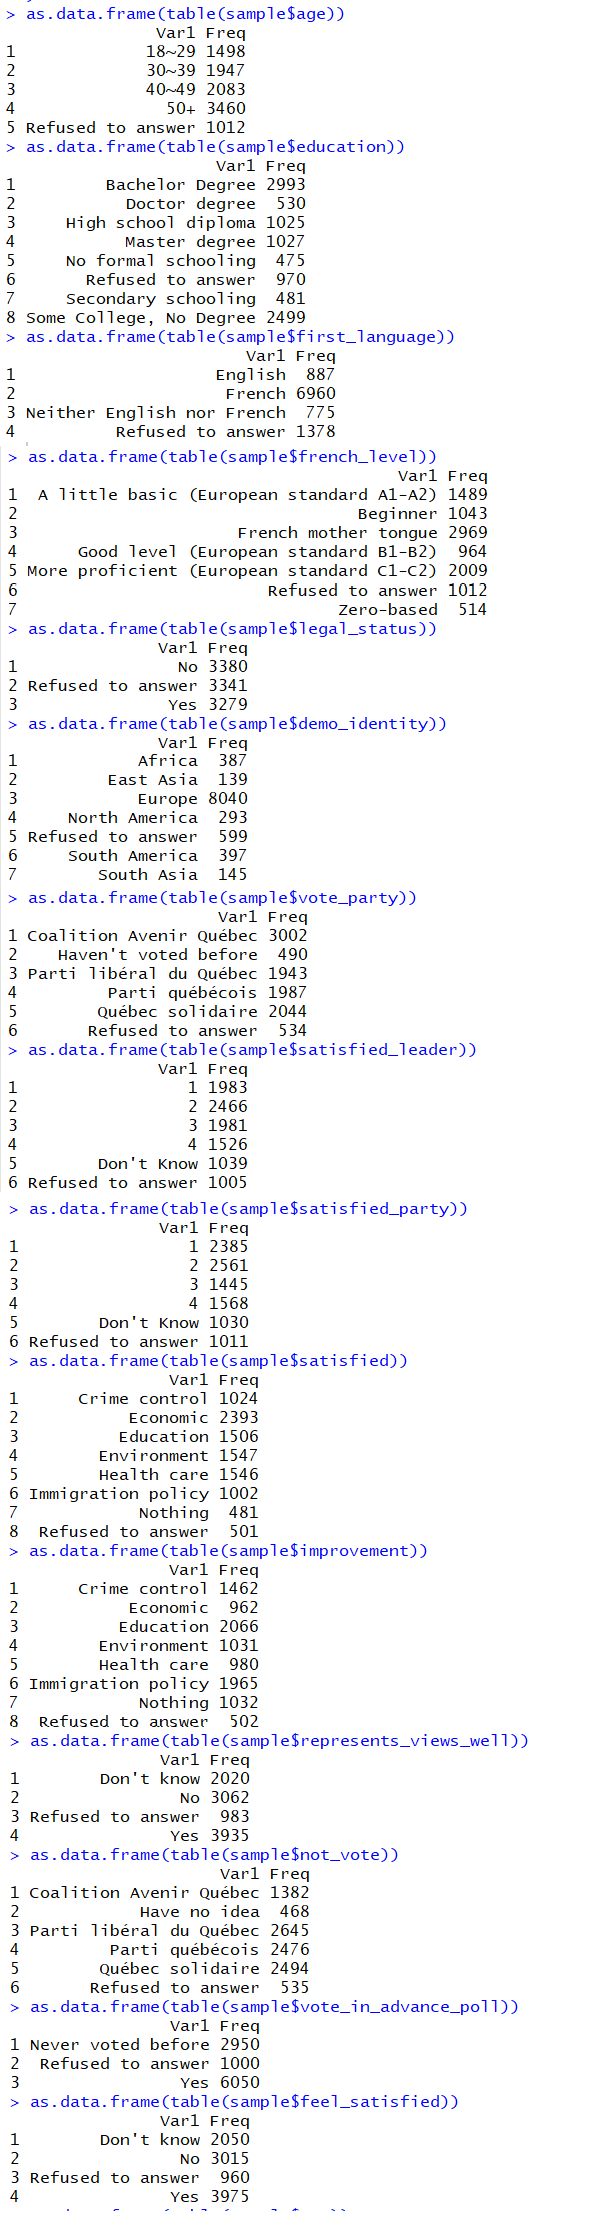 > as.data.frame(table(sample$age))
Var1 Freq
1 18~29 1498
2 30~39 1947
3 40~49 2083
4 50+ 3460
5 Refused to answer 1012
> as.data.frame(table(sample$education))
Var1 Freq
1 Bachelor Degree 2993
2 Doctor degree 530
3 High school diploma 1025
4 Master degree 1027
5 No formal schooling 475
6 Refused to answer 970
7 Secondary schooling 481
8 Some College, No Degree 2499
> as.data.frame(table(sample$first_language))
Var1 Freq
1 English 887
2 French 6960
3 Neither English nor French 775
4 Refused to answer 1378
> as.data.frame(table(sample$french_level))
Var1 Freq
1 A little basic (European standard A1-A2) 1489
2 Beginner 1043
3 French mother tongue 2969
4 Good level (European standard B1-B2) 964
5 More proficient (European standard C1-C2) 2009
6 Refused to answer 1012
7 Zero-based 514
> as.data.frame(table(sample$legal_status))
Var1 Freq
1 No 3380
2 Refused to answer 3341
3 Yes 3279
> as.data.frame(table(sample$demo_identity))
Var1 Freq
1 Africa 387
2 East Asia 139
3 Europe 8040
4 North America 293
5 Refused to answer 599
6 South America 397
7 South Asia 145
> as.data.frame(table(sample$vote_party))
Var1 Freq
1 Coalition Avenir Québec 3002
2 Haven't voted before 490
3 Parti libéral du Québec 1943
4 Parti québécois 1987
5 Québec solidaire 2044
6 Refused to answer 534
> as.data.frame(table(sample$satisfied_leader))
Var1 Freq
1 1 1983
2 2 2466
3 3 1981
4 4 1526
5 Don't Know 1039
6 Refused to answer 1005
> as.data.frame(table(sample$satisfied_party))
Var1 Freq
1 1 2385
2 2 2561
3 3 1445
4 4 1568
5 Don't Know 1030
6 Refused to answer 1011
> as.data.frame(table(sample$satisfied))
Var1 Freq
1 Crime control 1024
2 Economic 2393
3 Education 1506
4 Environment 1547
5 Health care 1546
6 Immigration policy 1002
7 Nothing 481
8 Refused to answer 501
> as.data.frame(table(sample$improvement))
Var1 Freq
1 Crime control 1462
2 Economic 962
3 Education 2066
4 Environment 1031
5 Health care 980
6 Immigration policy 1965
7 Nothing 1032
8 Refused to answer 502
> as.data.frame(table(sample$represents_views_well))
Var1 Freq
1 Don't know 2020
2 No 3062
3 Refused to answer 983
4 Yes 3935
> as.data.frame(table(sample$not_vote))
Var1 Freq
1 Coalition Avenir Québec 1382
2 Have no idea 468
3 Parti libéral du Québec 2645
4 Parti québécois 2476
5 Québec solidaire 2494
6 Refused to answer 535
> as.data.frame(table(sample$vote_in_advance_poll))
Var1 Freq
1 Never voted before 2950
2 Refused to answer 1000
3 Yes 6050
> as.data.frame(table(sample$feel_satisfied))
Var1 Freq
1 Don't know 2050
2 No 3015
3 Refused to answer 960
4 Yes 3975